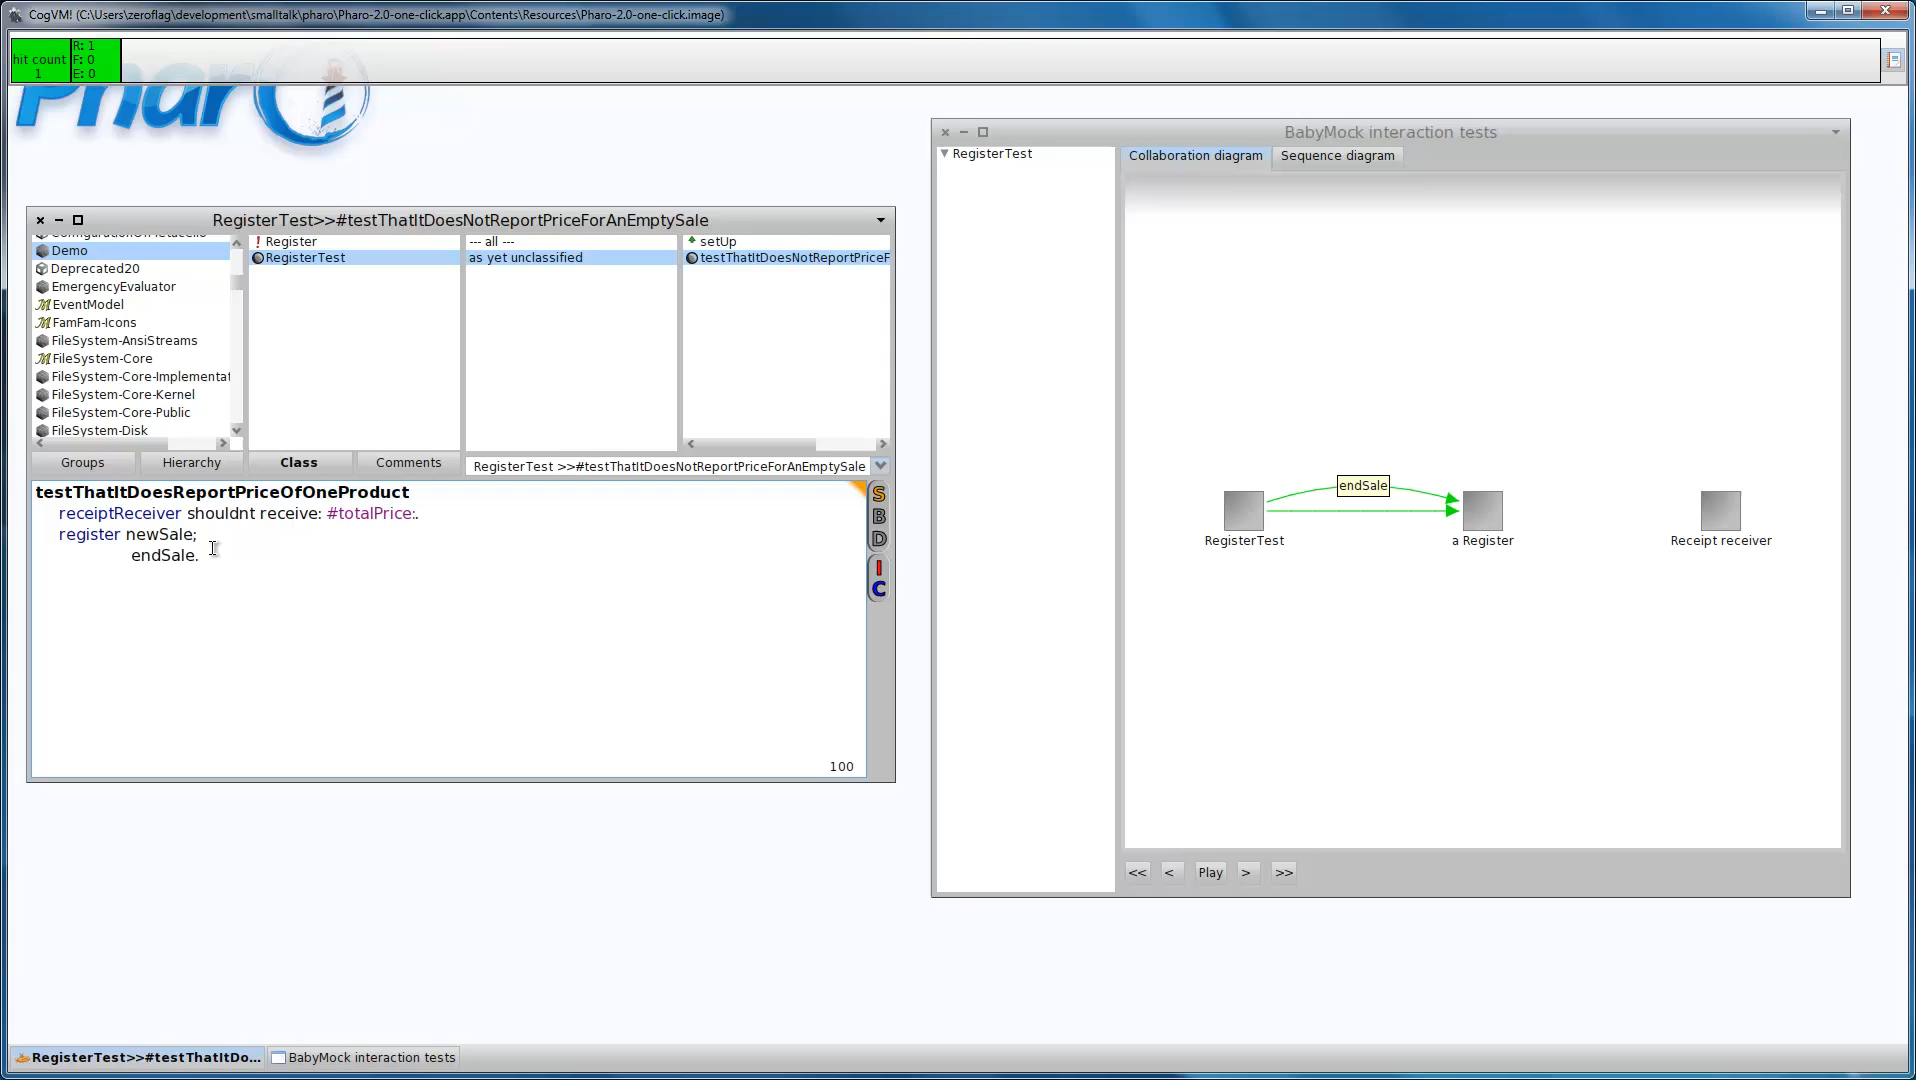 CogVM! (C:\Users\zeroflag\development\smalltalk\pharo\Pharo-2.0-one-click.app\Contents\Resources\Pharo-2.0-one-click.image)
hit count
1
R: 1
F: 0
E: 0
Pharo
RegisterTest>>#testThatItDoesNotReportPriceForAnEmptySale
ConfigurationOfMetacello
Demo
Deprecated20
EmergencyEvaluator
EventModel
FamFam-Icons
FileSystem-AnsiStreams
FileSystem-Core
FileSystem-Core-Implementat
FileSystem-Core-Kernel
FileSystem-Core-Public
FileSystem-Disk
! Register
RegisterTest
--- all ---
as yet unclassified
setUp
testThatItDoesNotReportPriceF
Groups
Hierarchy
Class
Comments
RegisterTest >>#testThatItDoesNotReportPriceForAnEmptySale
testThatItDoesReportPriceOfOneProduct
receiptReceiver shouldnt receive: #totalPrice:.
register newSale;
endSale.
S
B
D
I
C
100
BabyMock interaction tests
RegisterTest
Collaboration diagram
Sequence diagram
endSale
RegisterTest
a Register
Receipt receiver
<<
<
Play
>
>>
RegisterTest>>#testThatItDo...
BabyMock interaction tests